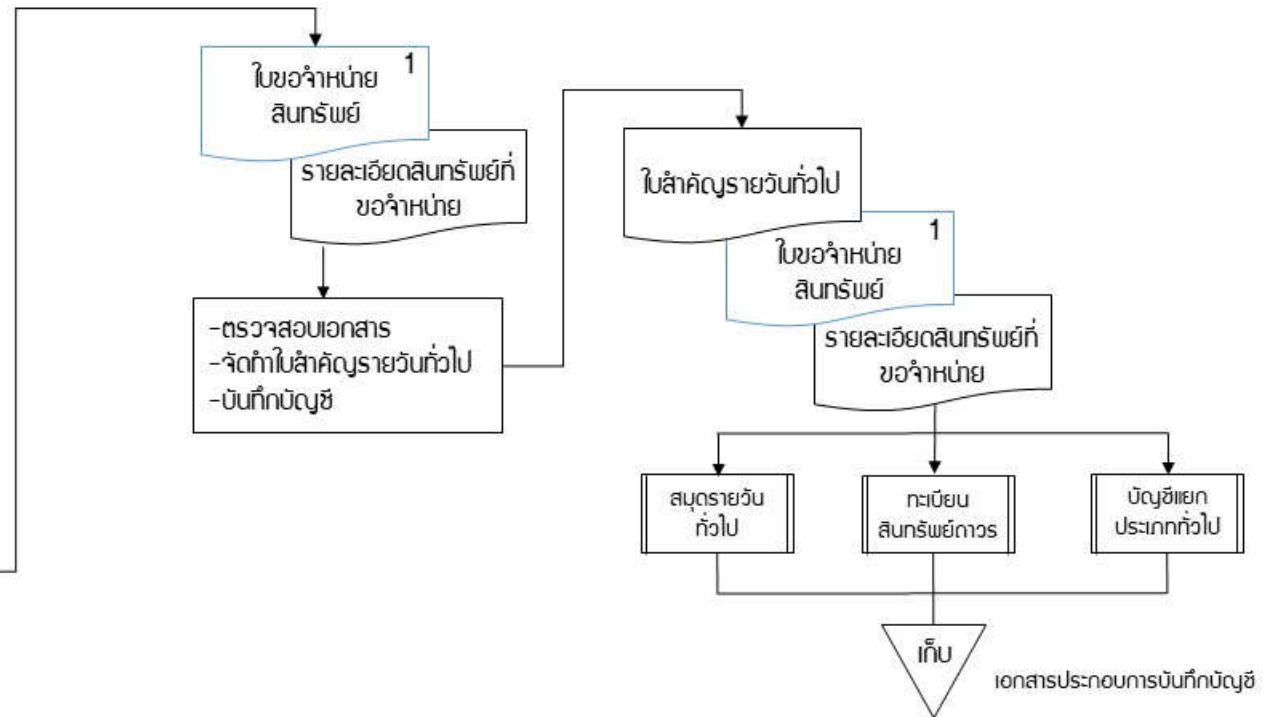 ใบขอจำหน่าย 1
สินทรัพย์
รายละเอียดสินทรัพย์ที่
ขอจำหน่าย
-ตรวจสอบเอกสาร
-จัดทำใบสำคัญรายวันทั่วไป
-บันทึกบัญชี
ใบสำคัญรายวันทั่วไป
ใบขอจำหน่าย 1
สินทรัพย์
รายละเอียดสินทรัพย์ที่
ขอจำหน่าย
สมุดรายวัน
ทั่วไป
ทะเบียน
สินทรัพย์ถาวร
บัญชีแยก
ประเภททั่วไป
เก็บ
เอกสารประกอบการบันทึกบัญชี